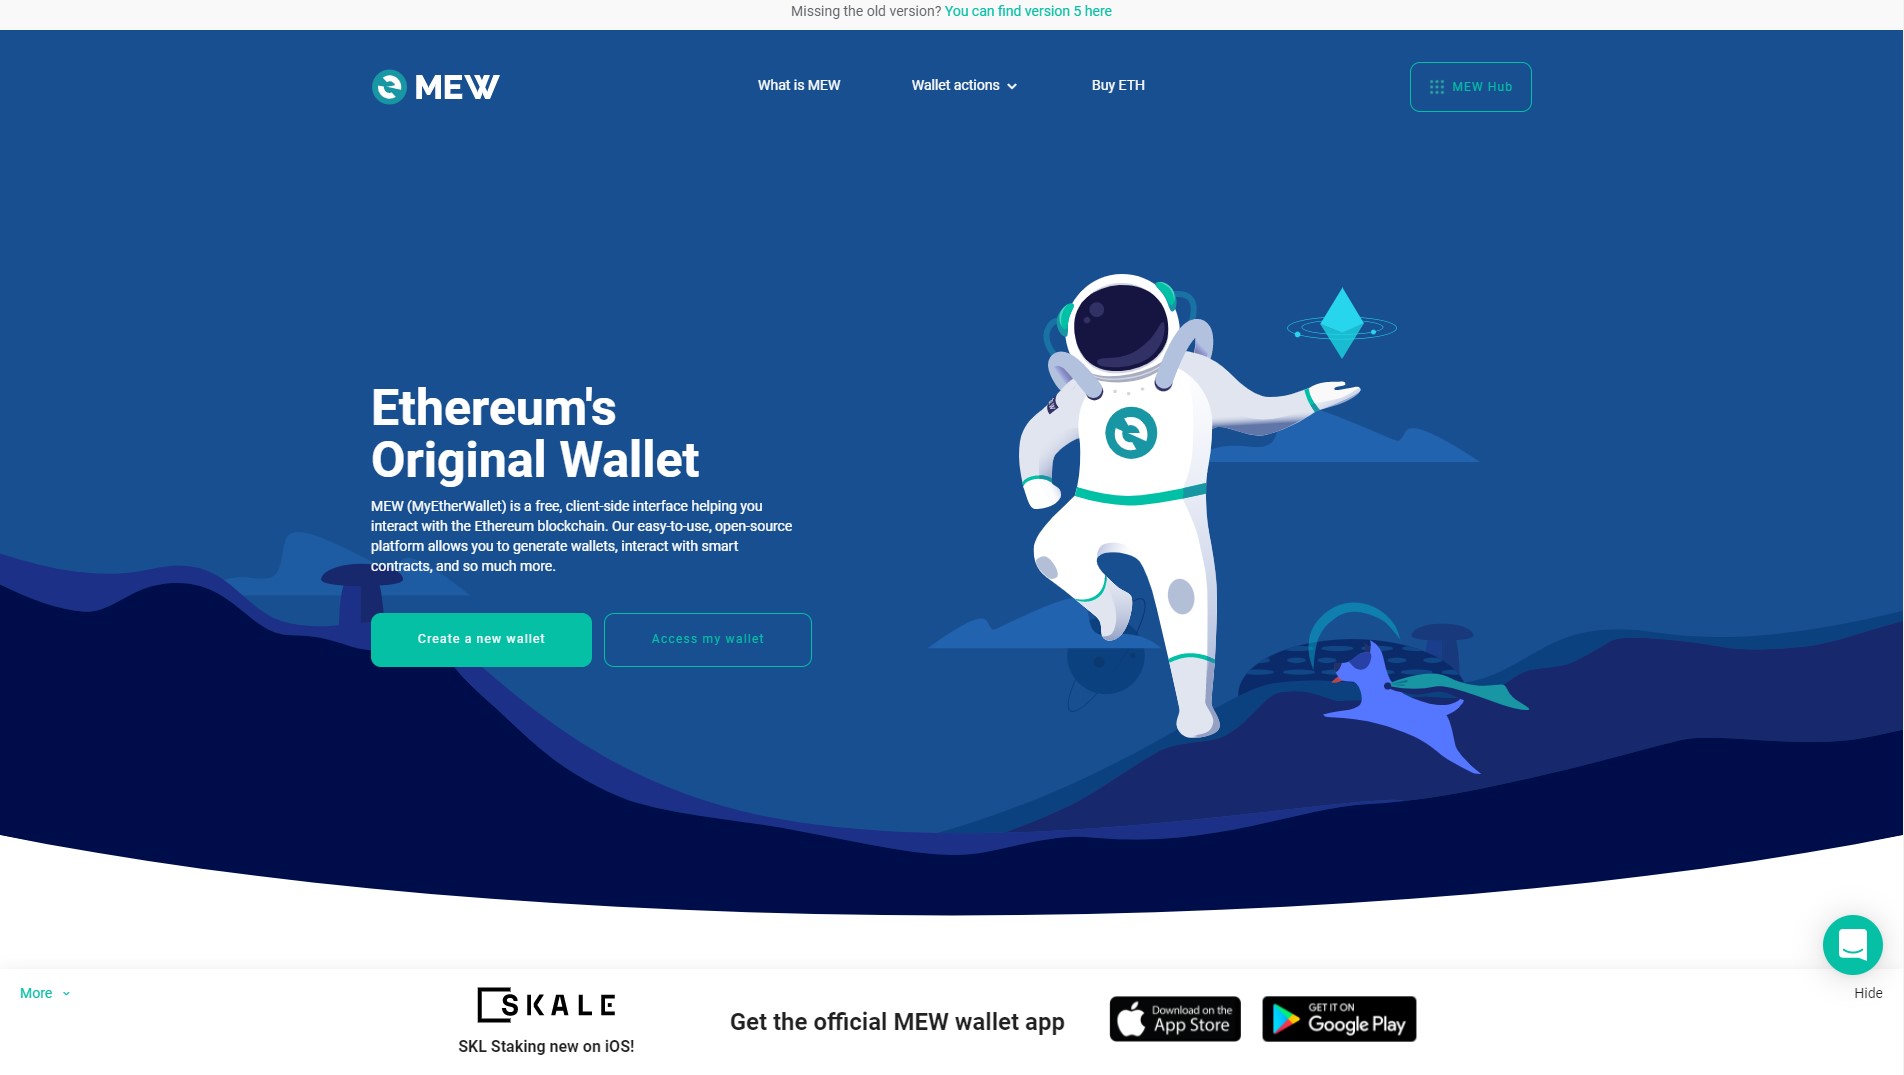 Missing the old version? You can find version 5 here
MEW
What is MEW
Wallet actions
Buy ETH
MEW Hub
Ethereum's
Original Wallet
MEW (MyEtherWallet) is a free, client-side interface helping you
interact with the Ethereum blockchain. Our easy-to-use, open-source
platform allows you to generate wallets, interact with smart
contracts, and so much more.
Create a new wallet
Access my wallet
More
SKALE
SKL Staking new on iOS!
Get the official MEW wallet app
Download on the
App Store
GET IT ON
Google Play
Hide